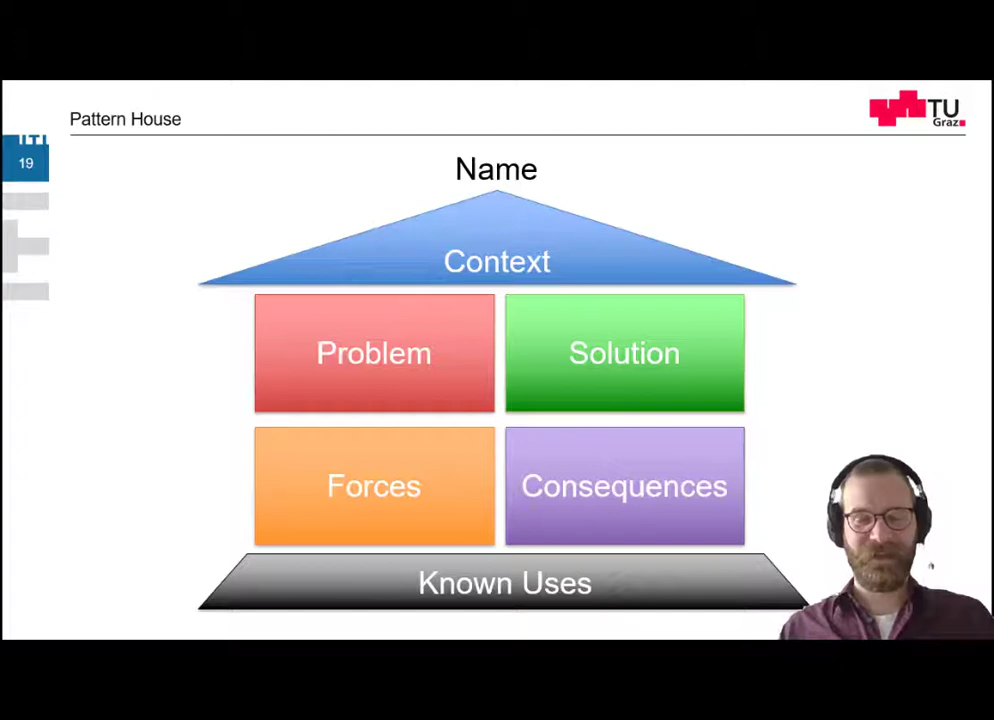 Pattern House
TU
Graz
19
Name
Context
Problem
Solution
Forces
Consequences
Known Uses